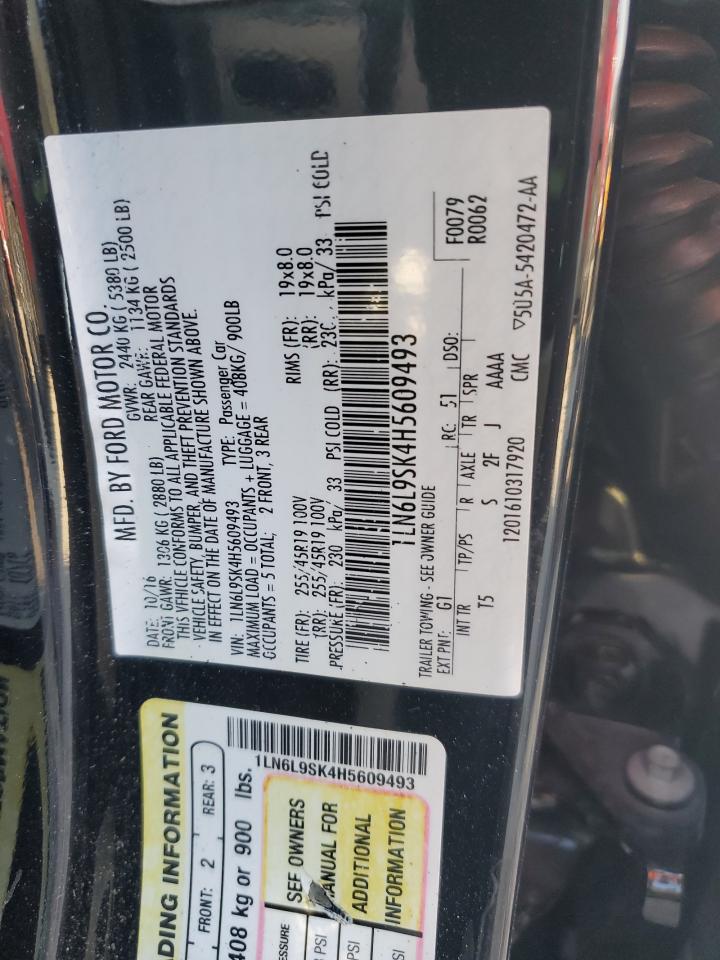 MFD. BY FORD MOTOR CO.
DATE: 10/16 GVWR: 2440 KG ( 5380 LB)
FRONT GAWR: 1306 KG (2880 LB) REAR GAWR: 1134 KG ( 2500 LB)
THIS VEHICLE CONFORMS TO ALL APPLICABLE FEDERAL MOTOR
VEHICLE SAFETY, BUMPER, AND THEFT PREVENTION STANDARDS
IN EFFECT ON THE DATE OF MANUFACTURE SHOWN ABOVE.
VIN: 1LN6L9SK4H5609493 TYPE: Passenger Car
MAXIMUM LOAD = OCCUPANTS + LUGGAGE = 408KG/ 900LB
OCCUPANTS = 5 TOTAL; 2 FRONT, 3 REAR
TIRE (FR): 255/45R19 100V RIMS (FR): 19x8.0
(RR): 255/45R19 100V (RR): 19x8.0
PRESSURE (FR): 230 kPa/ 33 PSI COLD (RR): 230 kPa/ 33 PSI COLD
1LN6L9SK4H5609493
TRAILER TOWING - SEE OWNER GUIDE
F0079
EXT PNT: G1 RC: 51 DSO: R0062
INT TR TP/PS R AXLE TR SPR
T5 S 2F J AAAA
1201610317920 CMC ▽5U5A-5420472-AA
DING INFORMATION
FRONT: 2 REAR: 3
408 kg or 900 lbs.
1LN6L9SK4H5609493
SEE OWNERS
MANUAL FOR
ADDITIONAL
INFORMATION
ESSURE
PSI
PSI
SI